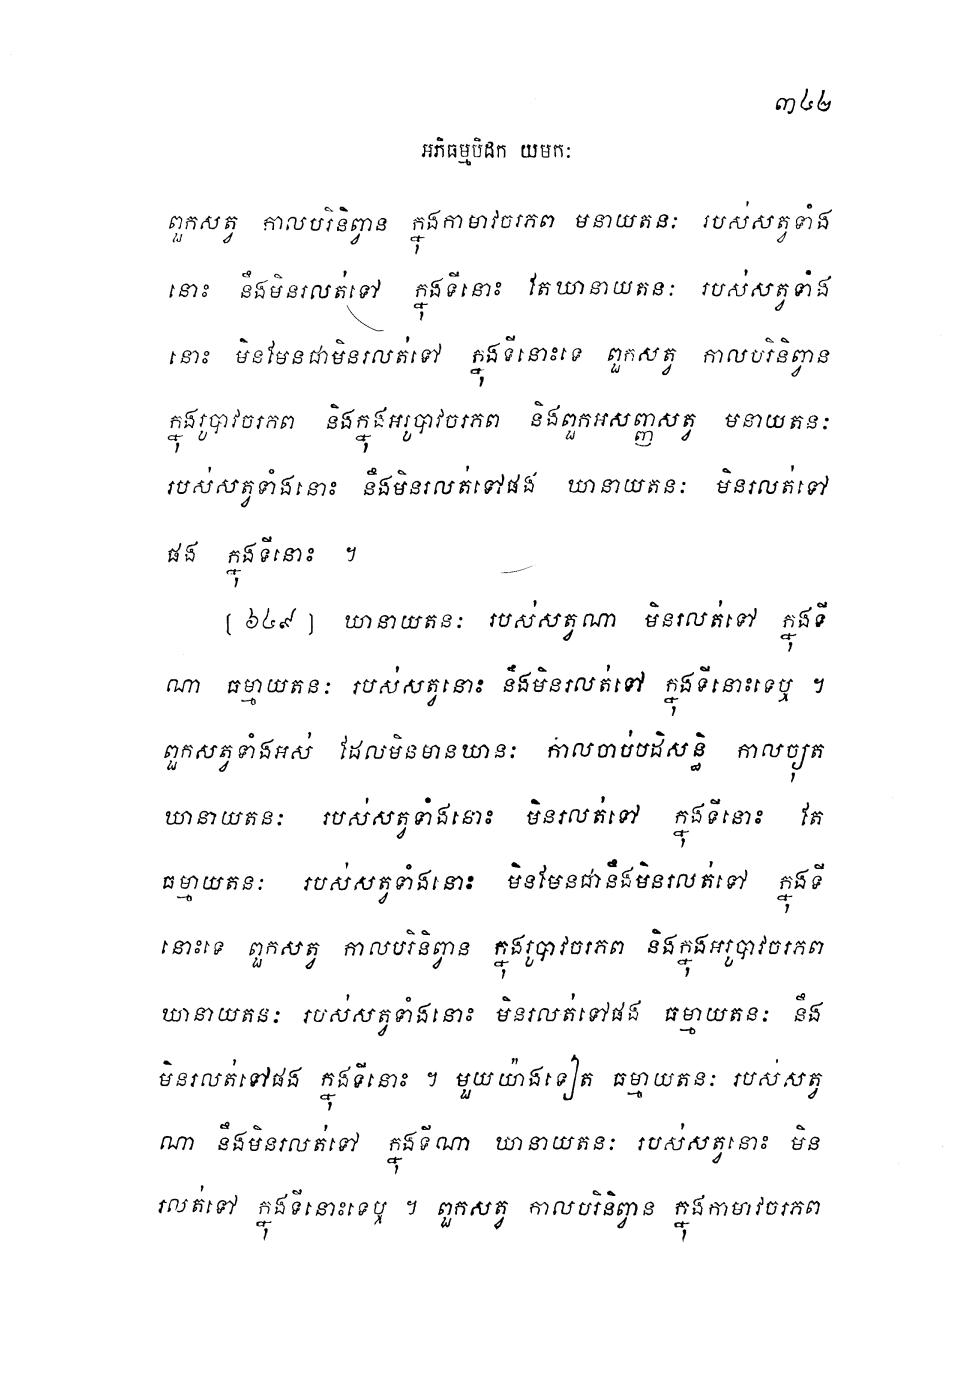 ៣៤២
អភិធម្មបិដក យមកៈ
ពួកសត្វ កាលបរិនិព្វាន ក្នុងកាមាវចរភព មនាយតនៈ របស់សត្វទាំង
នោះ នឹងមិនរលត់ទៅ ក្នុងទីនោះ តែឃានាយតនៈ របស់សត្វទាំង
នោះ មិនមែនជាមិនរលត់ទៅ ក្នុងទីនោះទេ ពួកសត្វ កាលបរិនិព្វាន
ក្នុងរូបាវចរភព និងក្នុងអរូបាវចរភព និងពួកអសញ្ញសត្វ មនាយតនៈ
របស់សត្វទាំងនោះ នឹងមិនរលត់ទៅផង ឃានាយតនៈ មិនរលត់ទៅ
ផង ក្នុងទីនោះ ។
[ ៦៤៩ ] ឃានាយតនៈ របស់សត្វណា មិនរលត់ទៅ ក្នុងទី
ណា ធម្មាយតនៈ របស់សត្វនោះ នឹងមិនរលត់ទៅ ក្នុងទីនោះទេឬ ។
ពួកសត្វទាំងអស់ ដែលមិនមានឃានៈ កាលចាប់បដិសន្ធិ កាលច្យុត
ឃានាយតនៈ របស់សត្វទាំងនោះ មិនរលត់ទៅ ក្នុងទីនោះ តែ
ធម្មាយតនៈ របស់សត្វទាំងនោះ មិនមែនជានឹងមិនរលត់ទៅ ក្នុងទី
នោះទេ ពួកសត្វ កាលបរិនិព្វាន ក្នុងរូបាវចរភព និងក្នុងអរូបាវចរភព
ឃានាយតនៈ របស់សត្វទាំងនោះ មិនរលត់ទៅផង ធម្មាយតនៈ នឹង
មិនរលត់ទៅផង ក្នុងទីនោះ ។ មួយយ៉ាងទៀត ធម្មាយតនៈ របស់សត្វ
ណា នឹងមិនរលត់ទៅ ក្នុងទីណា ឃានាយតនៈ របស់សត្វនោះ មិន
រលត់ទៅ ក្នុងទីនោះទេឬ ។ ពួកសត្វ កាលបរិនិព្វាន ក្នុងកាមាវចរភព